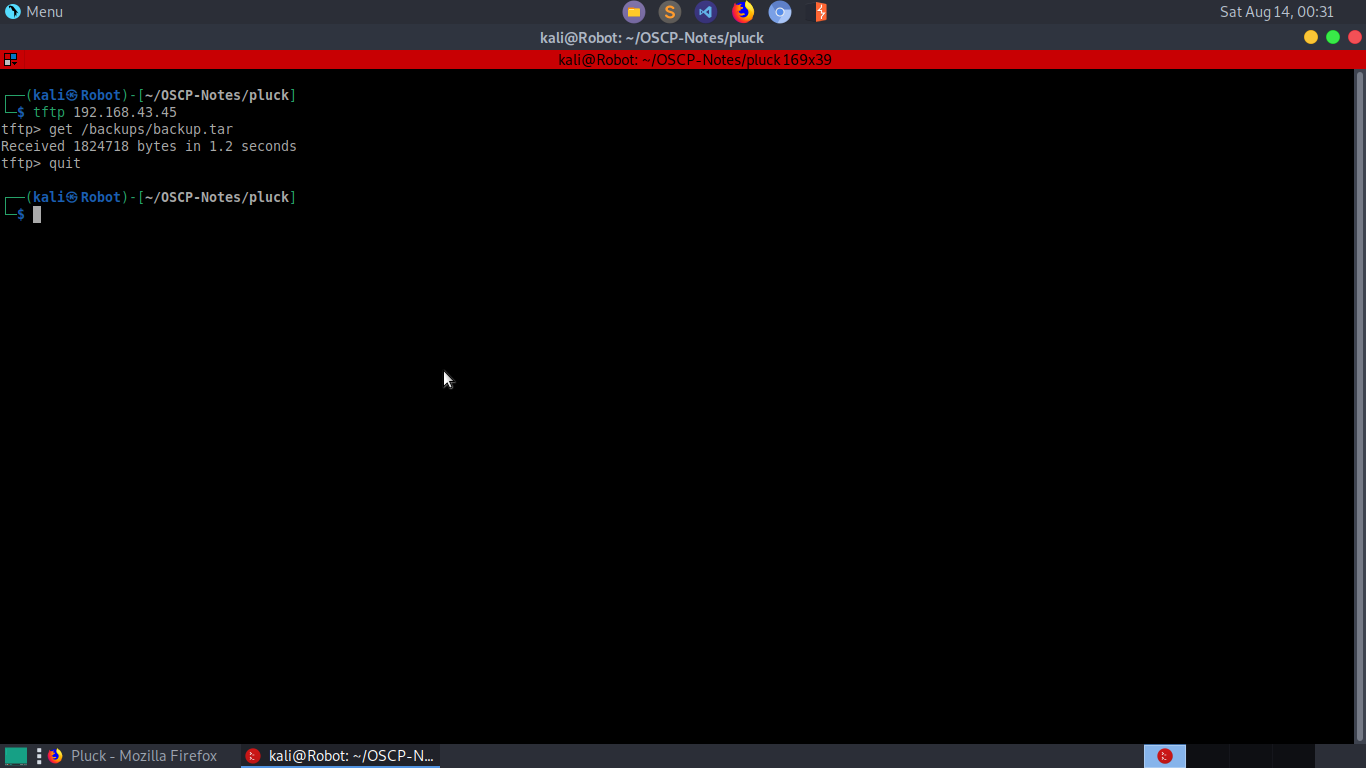 Menu
Sat Aug 14, 00:31
kali@Robot: ~/OSCP-Notes/pluck
kali@Robot: ~/OSCP-Notes/pluck 169x39
┌──(kali㉿Robot)-[~/OSCP-Notes/pluck]
└─$ tftp 192.168.43.45
tftp> get /backups/backup.tar
Received 1824718 bytes in 1.2 seconds
tftp> quit
┌──(kali㉿Robot)-[~/OSCP-Notes/pluck]
└─$
Pluck - Mozilla Firefox
kali@Robot: ~/OSCP-N...